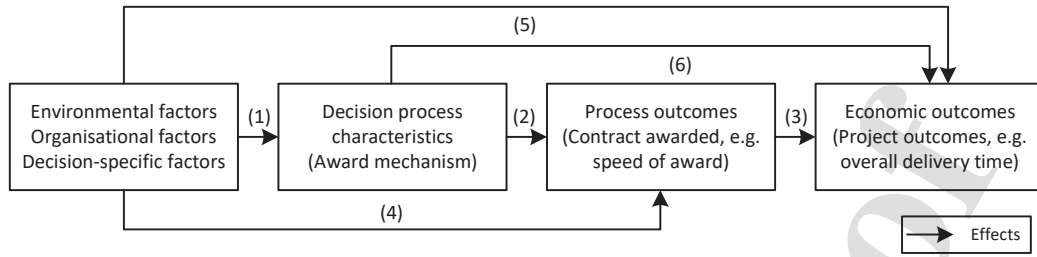 (5)
(6)
Environmental factors
Organisational factors
Decision-specific factors
(1)
Decision process
characteristics
(Award mechanism)
(2)
Process outcomes
(Contract awarded, e.g.
speed of award)
(3)
Economic outcomes
(Project outcomes, e.g.
overall delivery time)
(4)
Effects